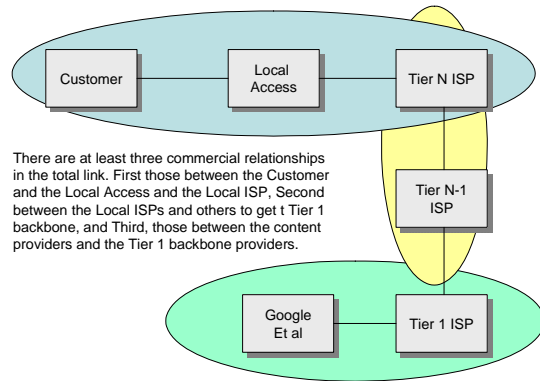 Customer
Local
Access
Tier N ISP
There are at least three commercial relationships
in the total link. First those between the Customer
and the Local Access and the Local ISP, Second
between the Local ISPs and others to get t Tier 1
backbone, and Third, those between the content
providers and the Tier 1 backbone providers.
Tier N-1
ISP
Google
Et al
Tier 1 ISP